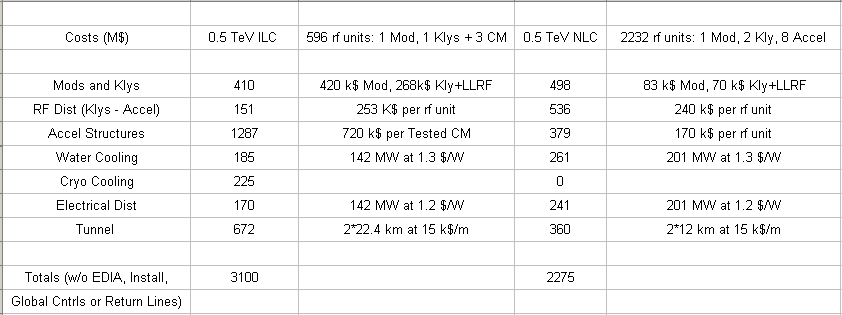 Costs (M$) 0.5 TeV ILC 596 rf units: 1 Mod, 1 Klys + 3 CM 0.5 TeV NLC 2232 rf units: 1 Mod, 2 Kly, 8 Accel
Mods and Klys 410 420 k$ Mod, 268k$ Kly+LLRF 498 83 k$ Mod, 70 k$ Kly+LLRF
RF Dist (Klys - Accel) 151 253 K$ per rf unit 536 240 k$ per rf unit
Accel Structures 1287 720 k$ per Tested CM 379 170 k$ per rf unit
Water Cooling 185 142 MW at 1.3 $/W 261 201 MW at 1.3 $/W
Cryo Cooling 225 0
Electrical Dist 170 142 MW at 1.2 $/W 241 201 MW at 1.2 $/W
Tunnel 672 2*22.4 km at 15 k$/m 360 2*12 km at 15 k$/m
Totals (w/o EDIA, Install, 3100 2275
Global Cntrls or Return Lines)